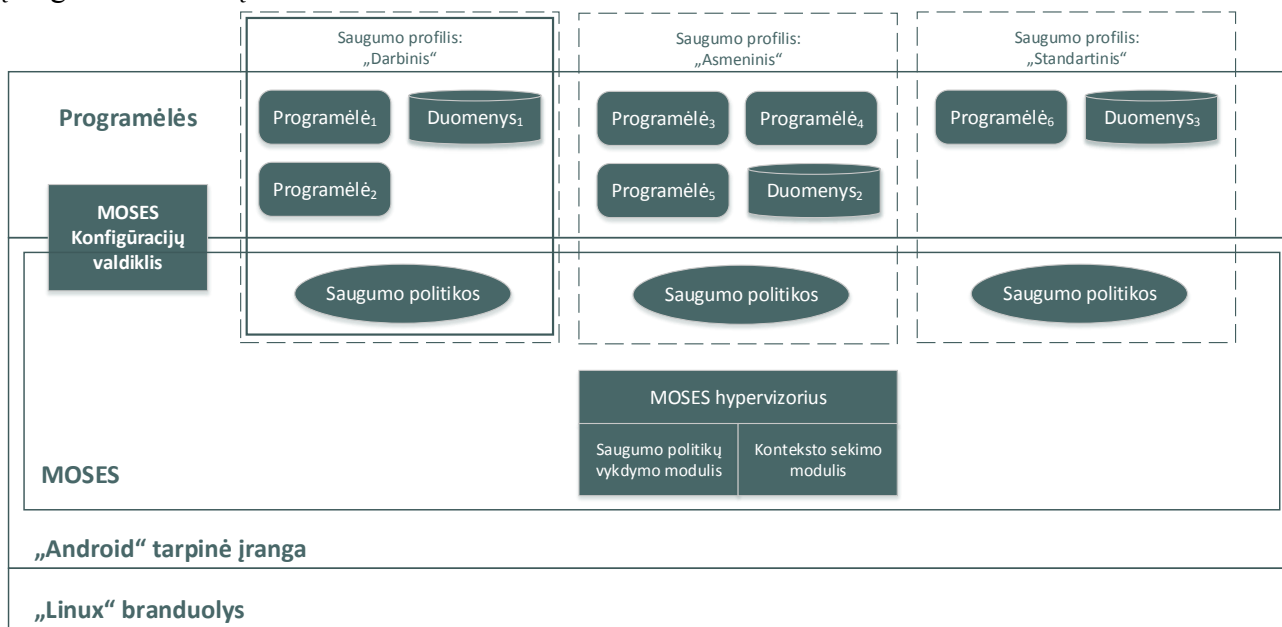 Saugumo profilis:
„Darbinis“
Saugumo profilis:
„Asmeninis“
Saugumo profilis:
„Standartinis“
Programėlės
Programėlė₁
Duomenys₁
Programėlė₂
Programėlė₃
Programėlė₄
Programėlė₅
Duomenys₂
Programėlė₆
Duomenys₃
MOSES
Konfigūracijų
valdiklis
Saugumo politikos
Saugumo politikos
Saugumo politikos
MOSES hypervizorius
Saugumo politikų
vykdymo modulis
Konteksto sekimo
modulis
MOSES
„Android“ tarpinė įranga
„Linux“ branduolys